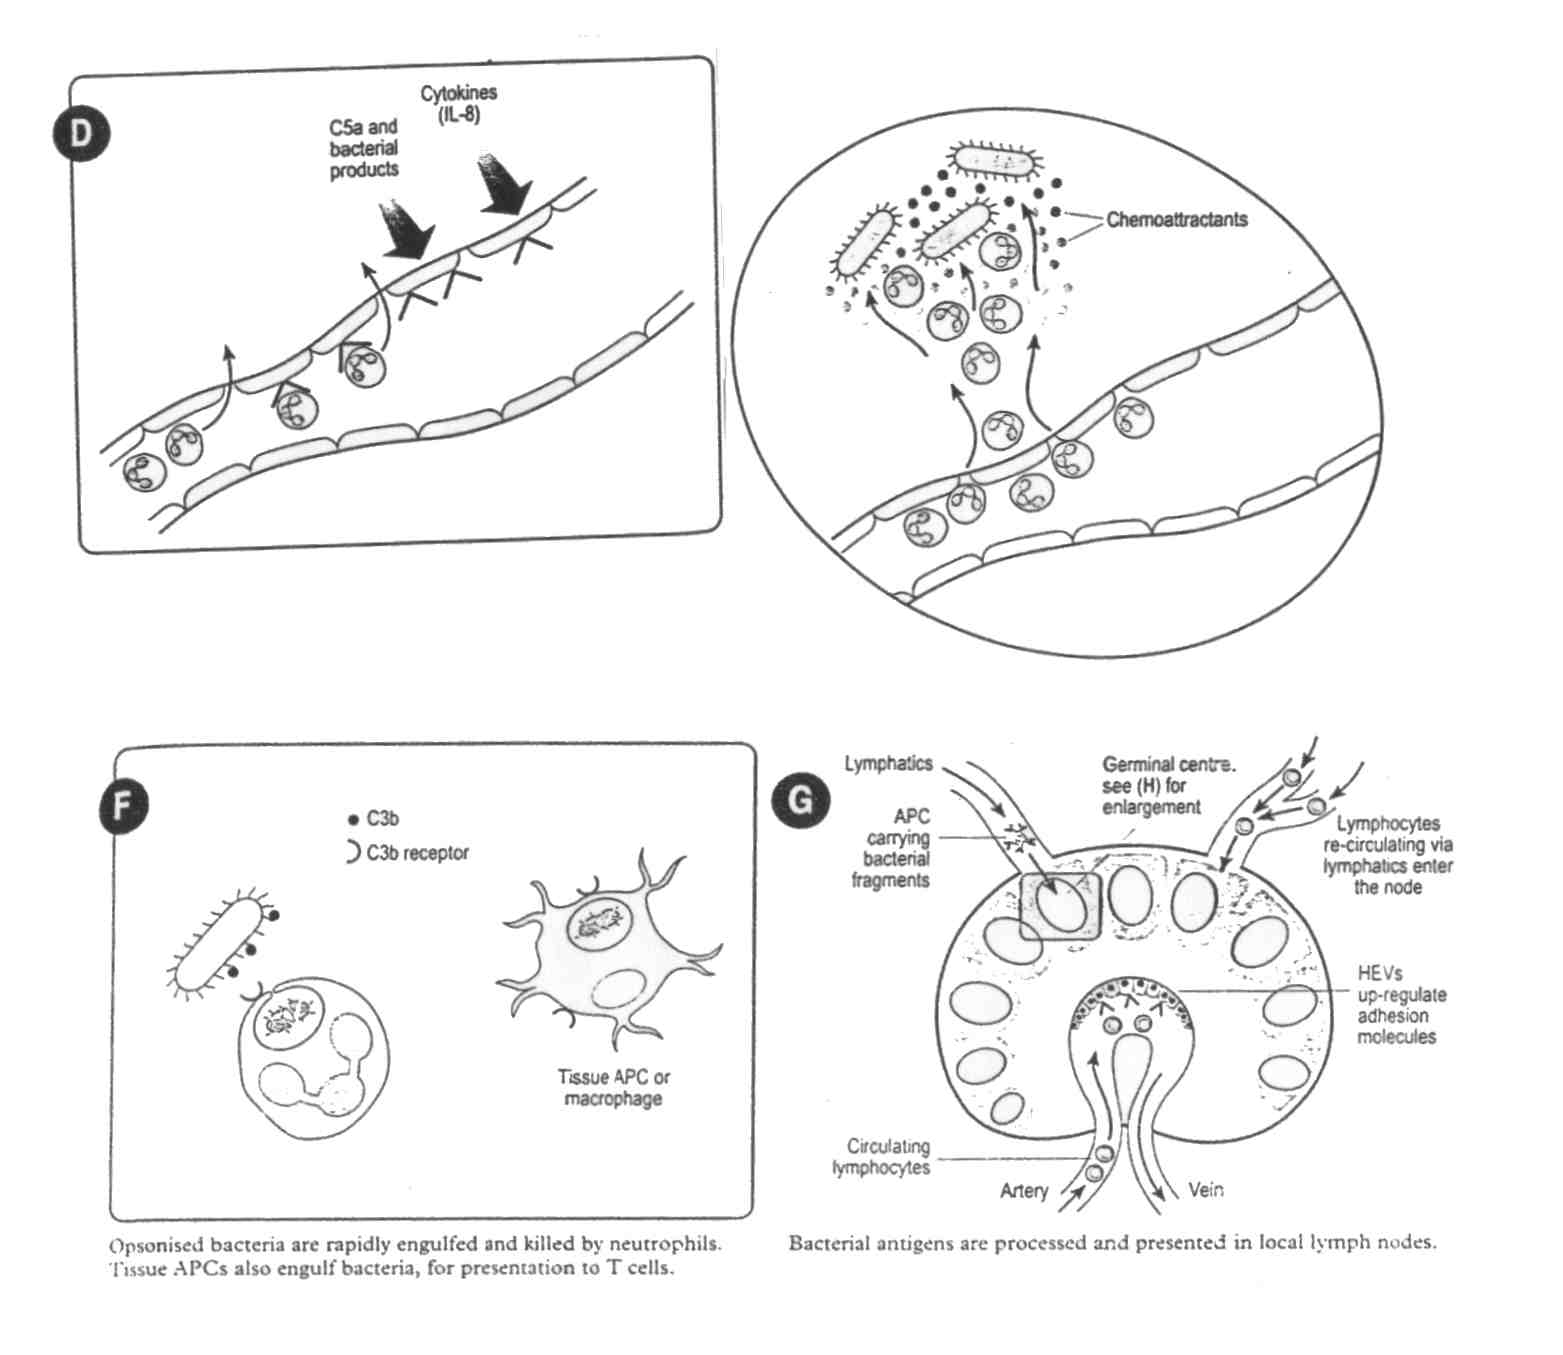 D
Cytokines
(IL-8)
C5a and
bacterial
products
Chemoattractants
F
C3b
C3b receptor
Tissue APC or
macrophage
Opsonised bacteria are rapidly engulfed and killed by neutrophils.
Tissue APCs also engulf bacteria, for presentation to T cells.
G
Lymphatics
APC
carrying
bacterial
fragments
Germinal centre.
see (H) for
enlargement
Lymphocytes
re-circulating via
lymphatics enter
the node
HEVs
up-regulate
adhesion
molecules
Circulating
lymphocytes
Artery
Vein
Bacterial antigens are processed and presented in local lymph nodes.